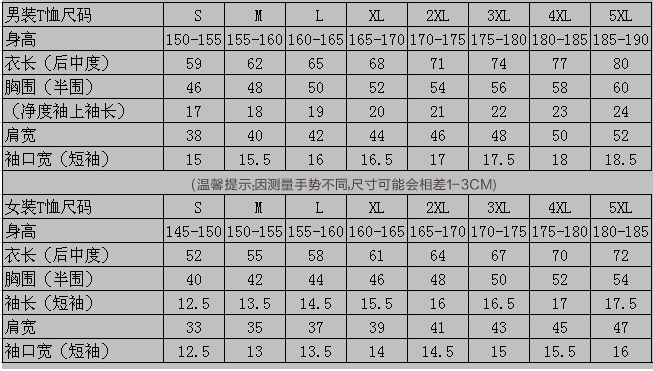 男装T恤尺码 S M L XL 2XL 3XL 4XL 5XL
身高 150-155 155-160 160-165 165-170 170-175 175-180 180-185 185-190
衣长（后中度） 59 62 65 68 71 74 77 80
胸围（半围） 46 48 50 52 54 56 58 60
（净度袖上袖长） 17 18 19 20 21 22 23 24
肩宽 38 40 42 44 46 48 50 52
袖口宽（短袖） 15 15.5 16 16.5 17 17.5 18 18.5
(温馨提示;因测量手势不同,尺寸可能会相差1-3CM)
女装T恤尺码 S M L XL 2XL 3XL 4XL 5XL
身高 145-150 150-155 155-160 160-165 165-170 170-175 175-180 180-185
衣长（后中度） 52 55 58 61 64 67 70 72
胸围（半围） 40 42 44 46 48 50 52 54
袖长（短袖） 12.5 13.5 14.5 15.5 16 16.5 17 17.5
肩宽 33 35 37 39 41 43 45 47
袖口宽（短袖） 12.5 13 13.5 14 14.5 15 15.5 16